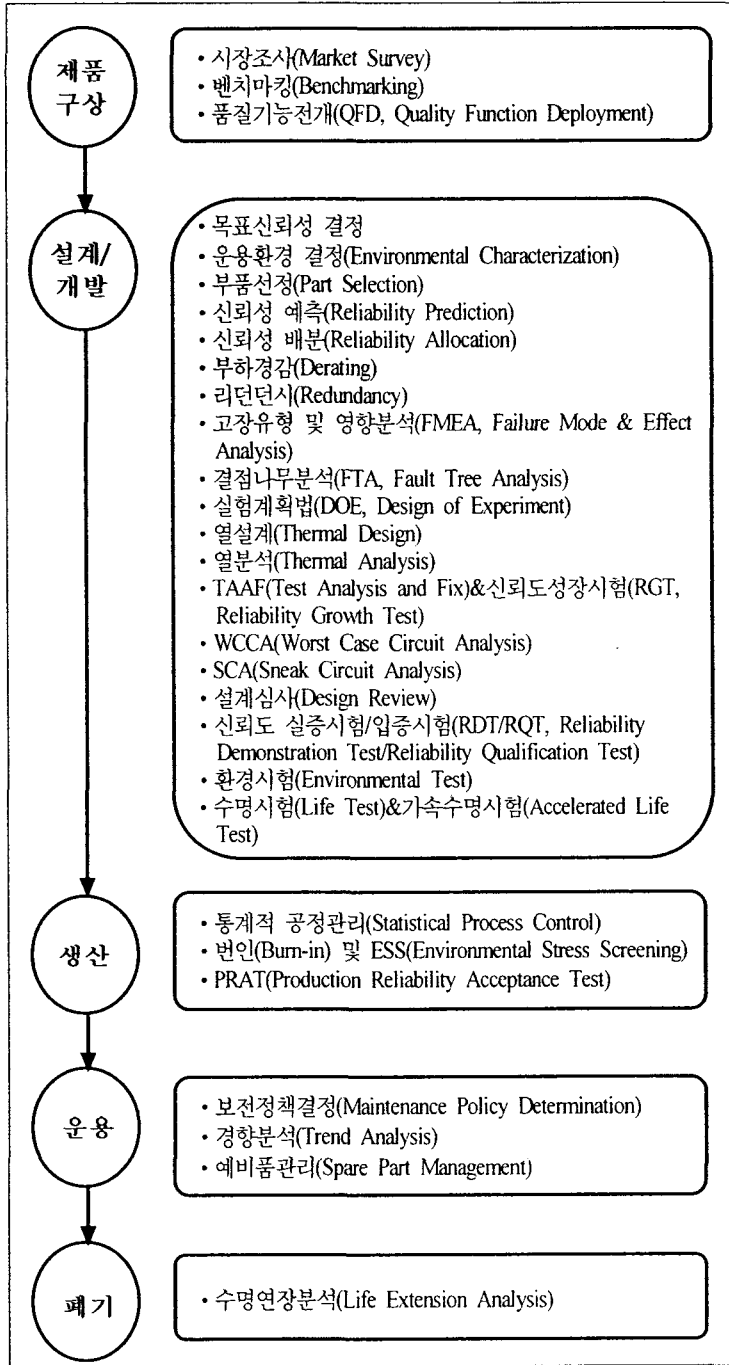 제품
구상
• 시장조사(Market Survey)
• 벤치마킹(Benchmarking)
• 품질기능전개(QFD, Quality Function Deployment)
설계/
개발
• 목표신뢰성 결정
• 운용환경 결정(Environmental Characterization)
• 부품선정(Part Selection)
• 신뢰성 예측(Reliability Prediction)
• 신뢰성 배분(Reliability Allocation)
• 부하경감(Derating)
• 리던던시(Redundancy)
• 고장유형 및 영향분석(FMEA, Failure Mode & Effect
Analysis)
• 결점나무분석(FTA, Fault Tree Analysis)
• 실험계획법(DOE, Design of Experiment)
• 열설계(Thermal Design)
• 열분석(Thermal Analysis)
• TAAF(Test Analysis and Fix)&신뢰도성장시험(RGT,
Reliability Growth Test)
• WCCA(Worst Case Circuit Analysis)
• SCA(Sneak Circuit Analysis)
• 설계심사(Design Review)
• 신뢰도 실증시험/입증시험(RDT/RQT, Reliability
Demonstration Test/Reliability Qualification Test)
• 환경시험(Environmental Test)
• 수명시험(Life Test)&가속수명시험(Accelerated Life
Test)
생산
• 통계적 공정관리(Statistical Process Control)
• 번인(Burn-in) 및 ESS(Environmental Stress Screening)
• PRAT(Production Reliability Acceptance Test)
운용
• 보전정책결정(Maintenance Policy Determination)
• 경향분석(Trend Analysis)
• 예비품관리(Spare Part Management)
폐기
• 수명연장분석(Life Extension Analysis)